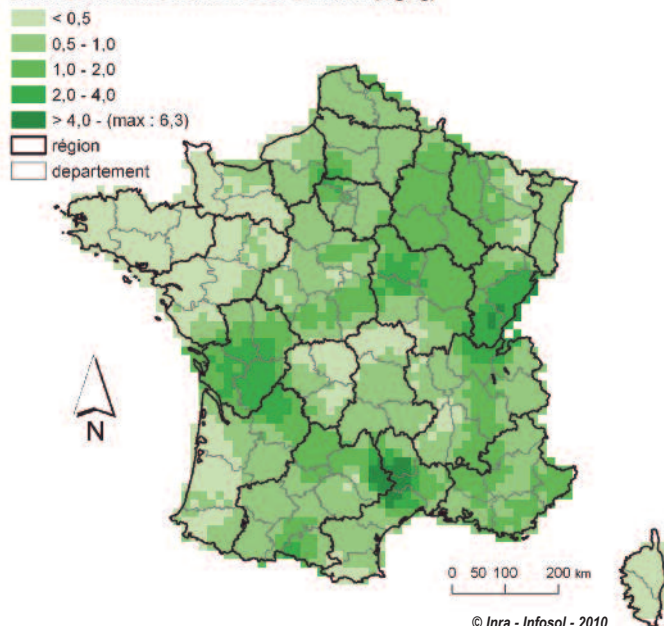 < 0,5
0,5 - 1,0
1,0 - 2,0
2,0 - 4,0
> 4,0 - (max : 6,3)
région
departement
N
0 50 100 200 km
© Inra - Infosol - 2010